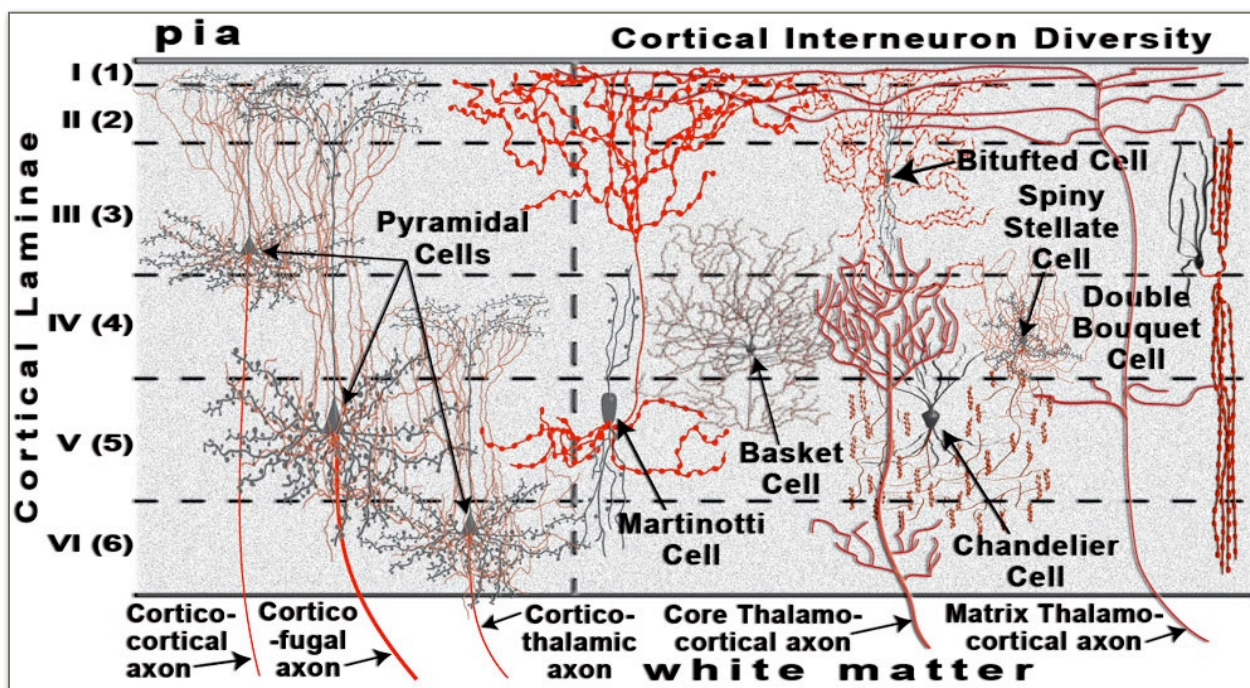 pia
Cortical Interneuron Diversity
Cortical Laminae
I (1)
II (2)
III (3)
IV (4)
V (5)
VI (6)
Pyramidal
Cells
Bitufted Cell
Spiny
Stellate
Cell
Double
Bouquet
Cell
Basket
Cell
Martinotti
Cell
Chandelier
Cell
Cortico-
cortical
axon
Cortico
-fugal
axon
Cortico-
thalamic
axon
Core Thalamo-
cortical axon
Matrix Thalamo-
cortical axon
white matter